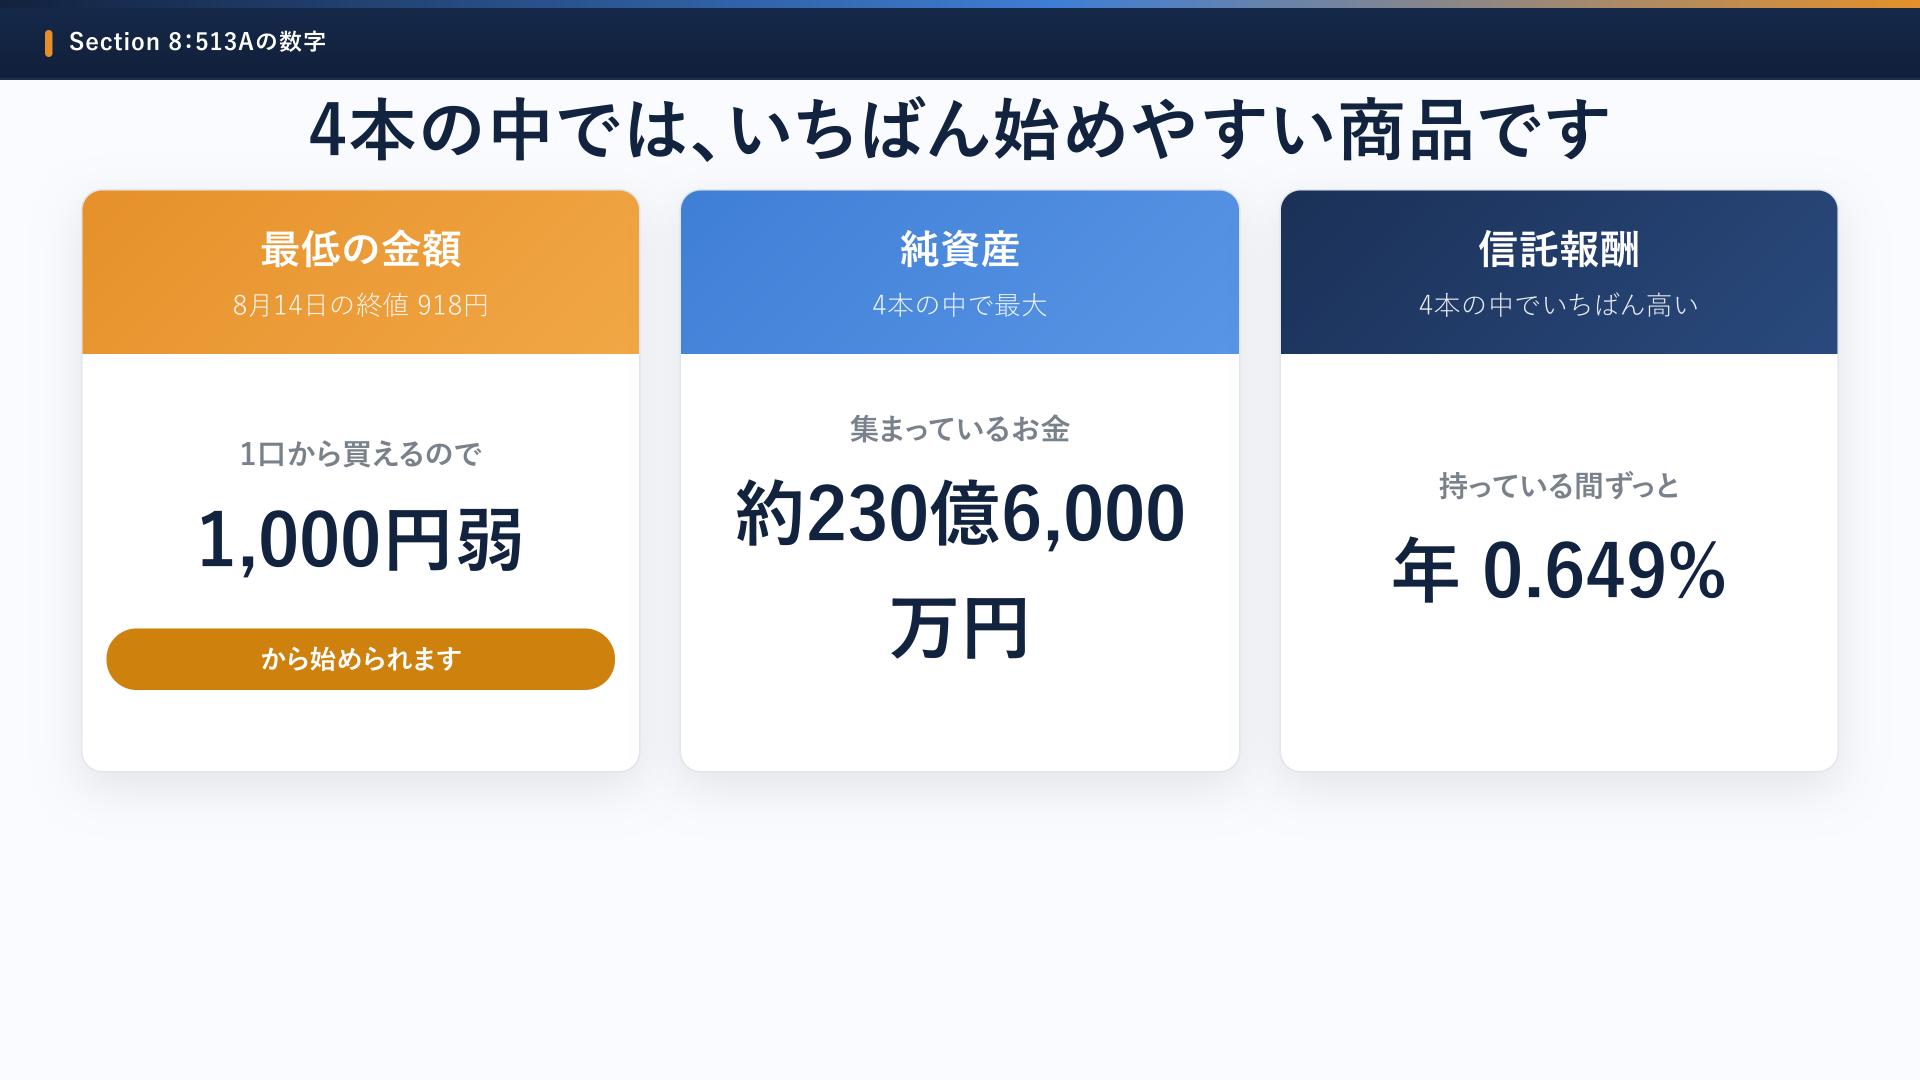 Section 8：513Aの数字
4本の中では、いちばん始めやすい商品です
最低の金額
8月14日の終値 918円
1口から買えるので
1,000円弱
から始められます
純資産
4本の中で最大
集まっているお金
約230億6,000
万円
信託報酬
4本の中でいちばん高い
持っている間ずっと
年 0.649%